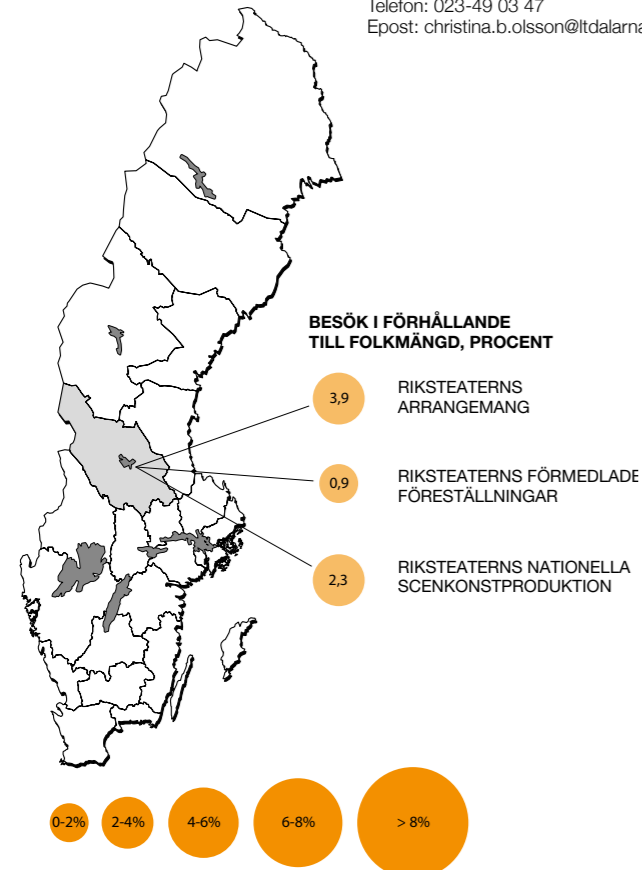 Telefon: 023-49 03 47
Epost: christina.b.olsson@ltdalarna
BESÖK I FÖRHÅLLANDE
TILL FOLKMÄNGD, PROCENT
3,9
RIKSTEATERNS
ARRANGEMANG
0,9
RIKSTEATERNS FÖRMEDLADE
FÖRESTÄLLNINGAR
2,3
RIKSTEATERNS NATIONELLA
SCENKONSTPRODUKTION
0-2% 2-4% 4-6% 6-8% > 8%